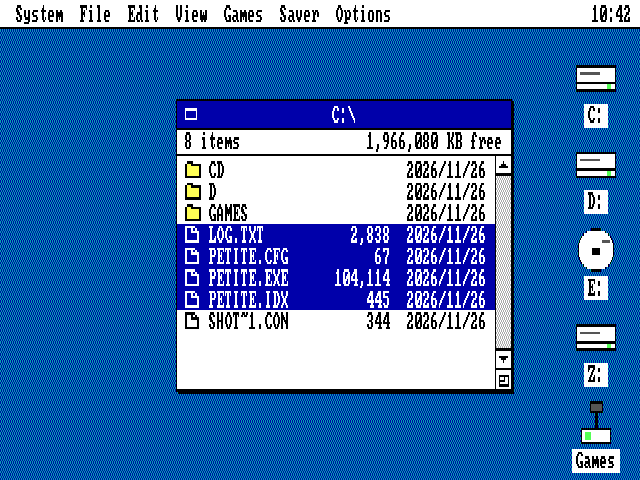 System File Edit View Games Saver Options 10:42
C:\
8 items 1,966,080 KB free
CD 2026/11/26
D 2026/11/26
GAMES 2026/11/26
LOG.TXT 2,838 2026/11/26
PETITE.CFG 67 2026/11/26
PETITE.EXE 104,114 2026/11/26
PETITE.IDX 445 2026/11/26
SHOT~1.CON 344 2026/11/26
C:
D:
E:
Z:
Games